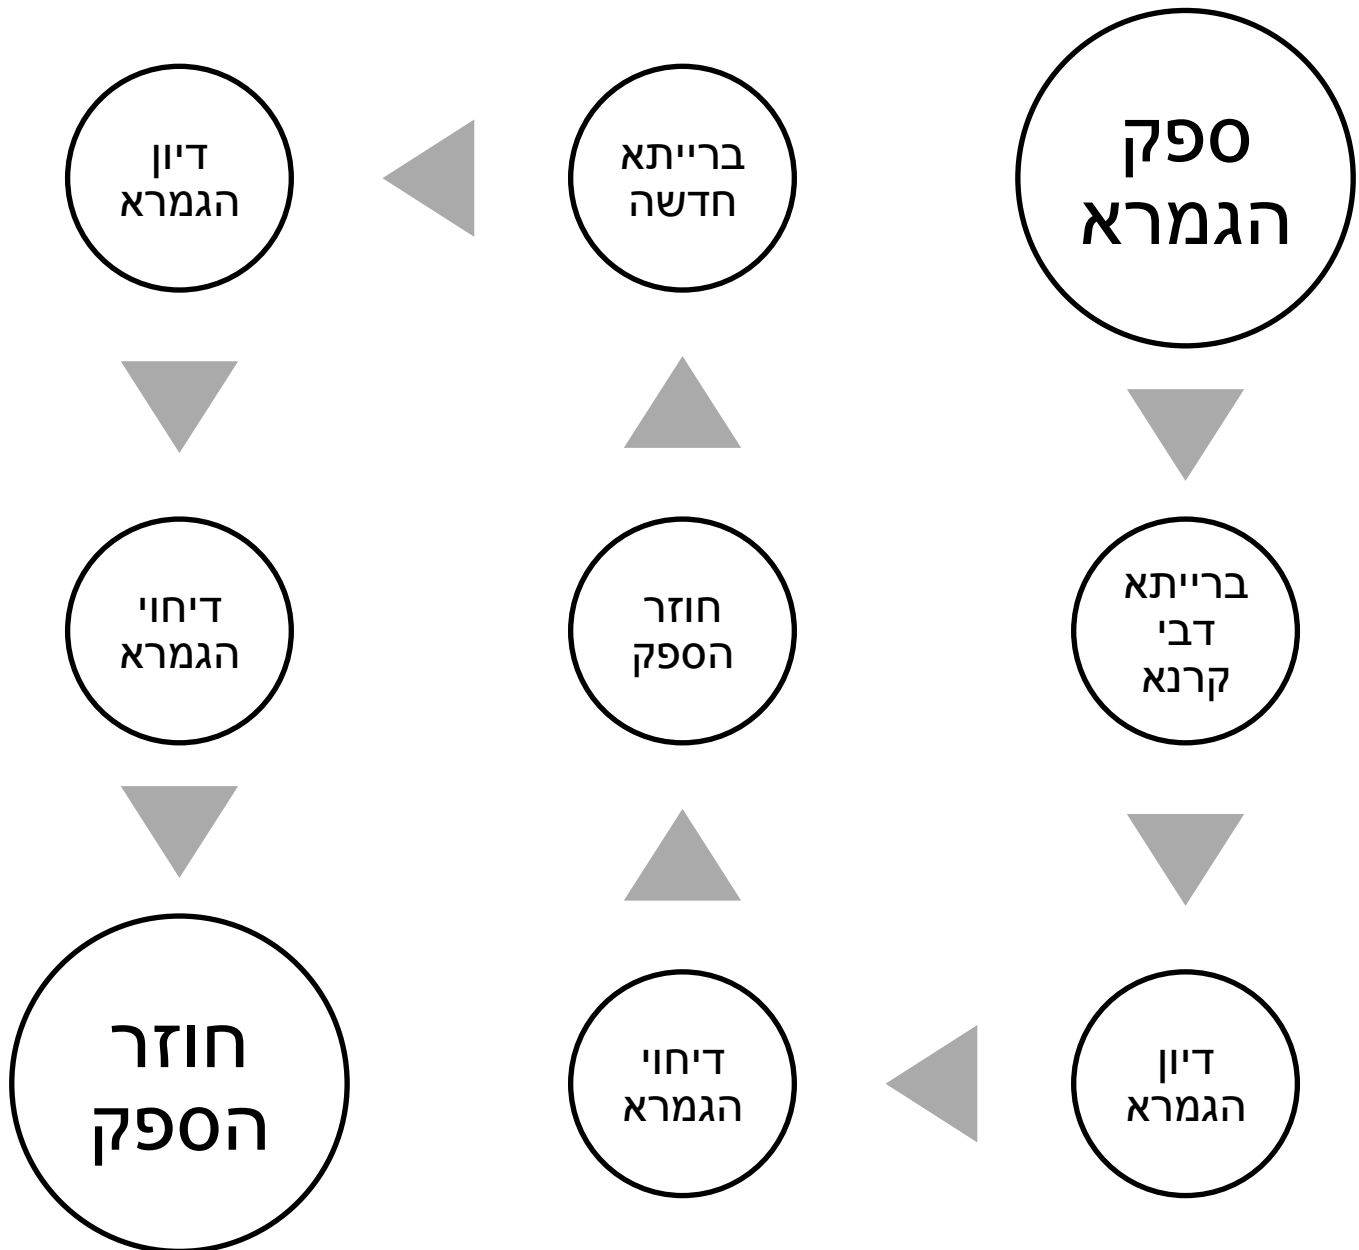 ספק
הגמרא
ברייתא
דבי
קרנא
דיון
הגמרא
דיחוי
הגמרא
חוזר
הספק
ברייתא
חדשה
דיון
הגמרא
דיחוי
הגמרא
חוזר
הספק